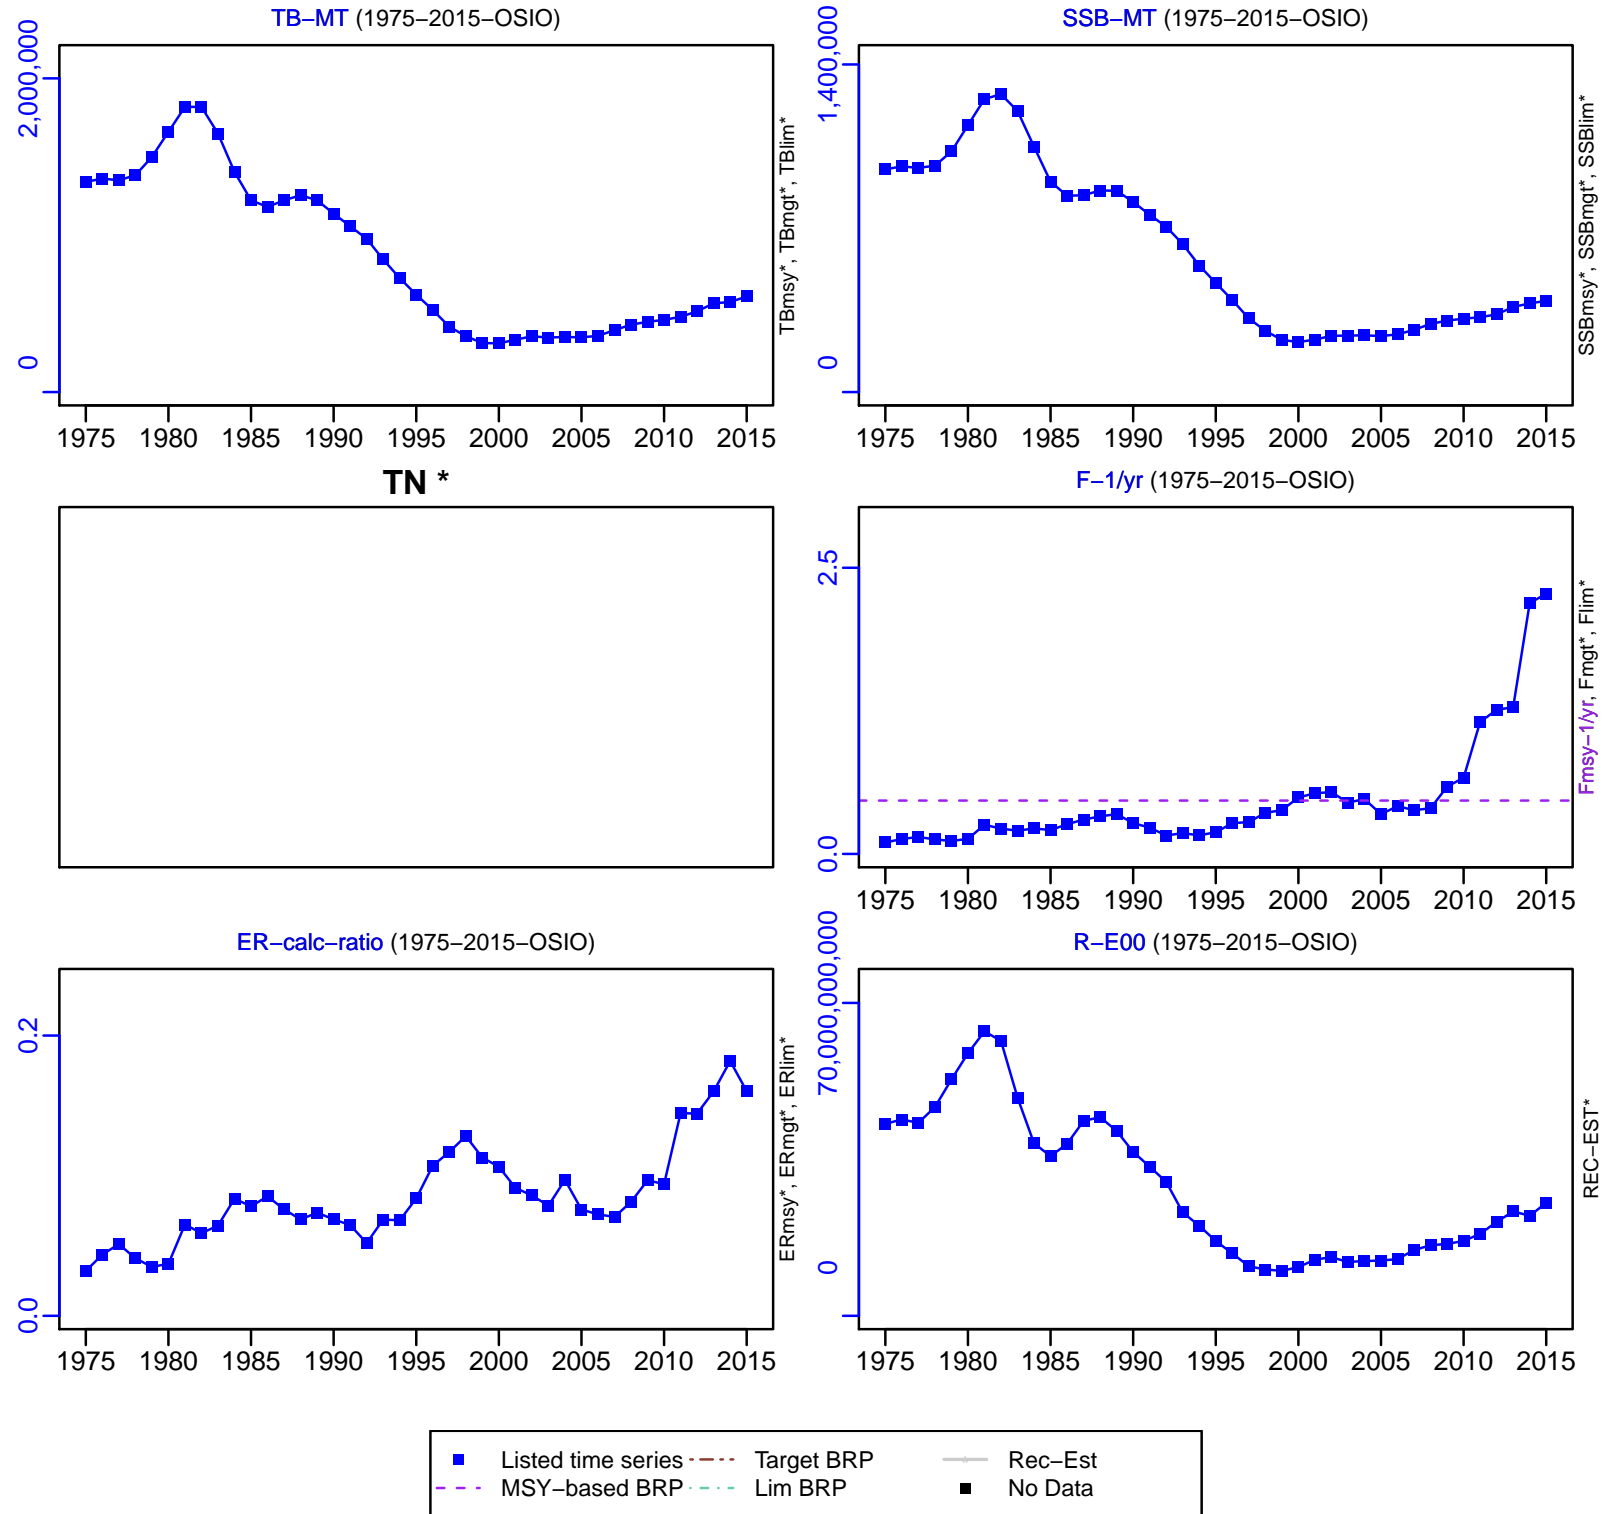 TB−MT (1975−2015−OSIO)
2,000,000
0
1975 1980 1985 1990 1995 2000 2005 2010 2015
TBmsy*, TBmgt*, TBlim*
SSB−MT (1975−2015−OSIO)
1,400,000
0
1975 1980 1985 1990 1995 2000 2005 2010 2015
SSBmsy*, SSBmgt*, SSBlim*
TN *
F−1/yr (1975−2015−OSIO)
2.5
0.0
1975 1980 1985 1990 1995 2000 2005 2010 2015
Fmsy−1/yr, Fmgt*, Flim*
ER−calc−ratio (1975−2015−OSIO)
0.2
0.0
1975 1980 1985 1990 1995 2000 2005 2010 2015
ERmsy*, ERmgt*, ERlim*
R−E00 (1975−2015−OSIO)
70,000,000,000
0
1975 1980 1985 1990 1995 2000 2005 2010 2015
REC−EST*
Listed time series Target BRP Rec−Est
MSY−based BRP Lim BRP No Data